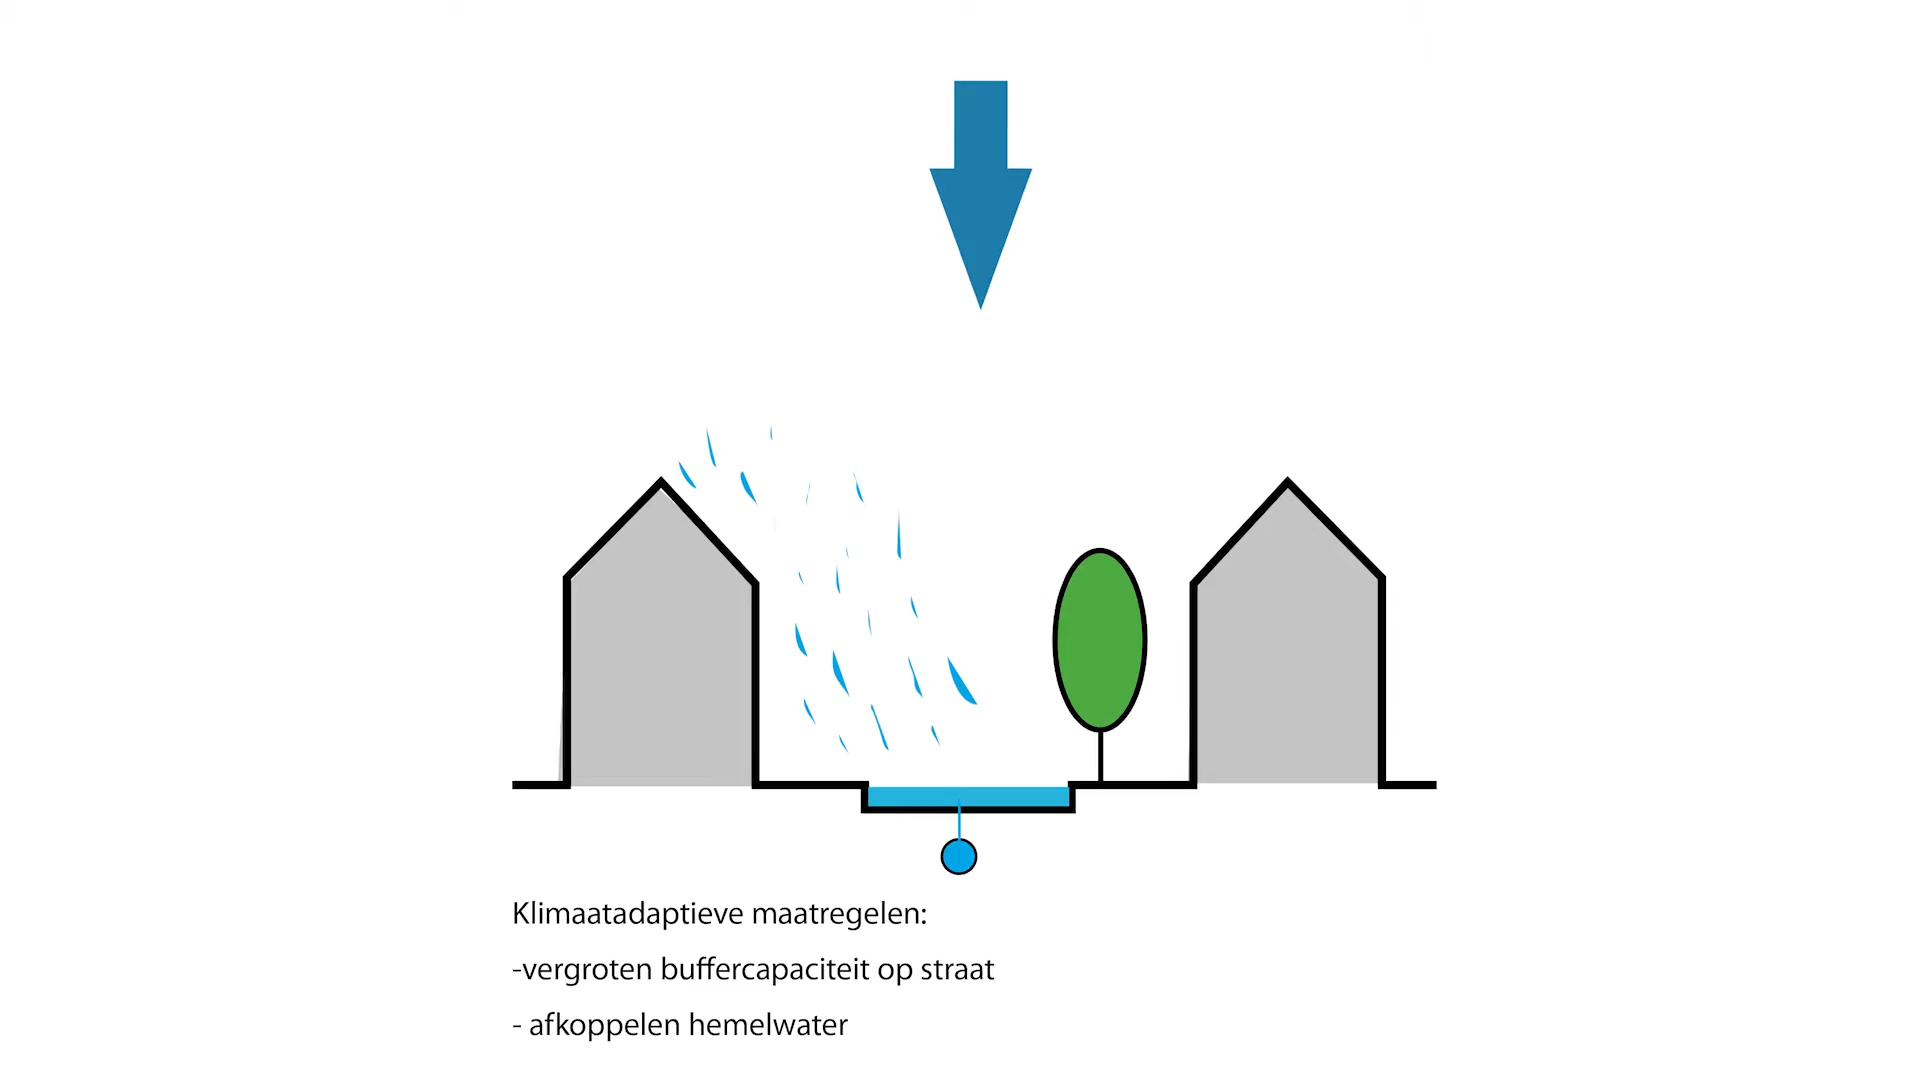 Klimaatadaptieve maatregelen:
-vergroten buffercapaciteit op straat
- afkoppelen hemelwater